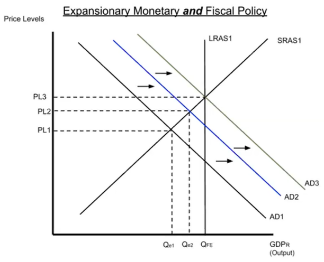 Expansionary Monetary and Fiscal Policy
Price Levels
LRAS1
SRAS1
PL3
PL2
PL1
AD3
AD2
AD1
Qe1
Qe2
QFE
GDPR
(Output)